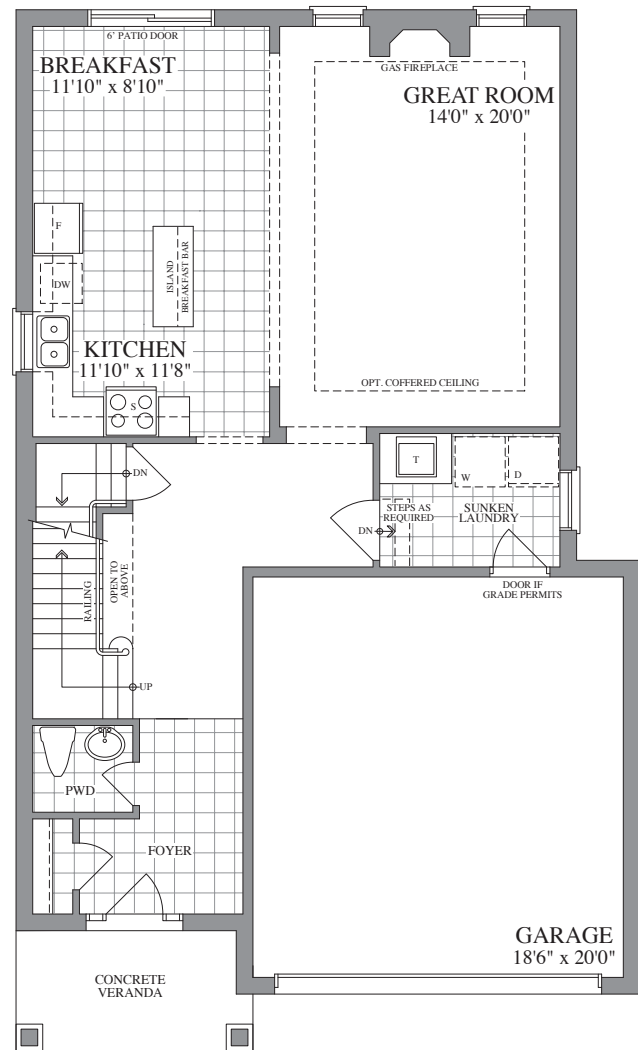 6' PATIO DOOR
BREAKFAST
11'10" x 8'10"
GAS FIREPLACE
GREAT ROOM
14'0" x 20'0"
F
DW
ISLAND
BREAKFAST BAR
KITCHEN
11'10" x 11'8"
S
OPT. COFFERED CEILING
DN
T
W
D
STEPS AS
REQUIRED
DN
SUNKEN
LAUNDRY
DOOR IF
GRADE PERMITS
RAILING
OPEN TO
ABOVE
UP
PWD
FOYER
GARAGE
18'6" x 20'0"
CONCRETE
VERANDA